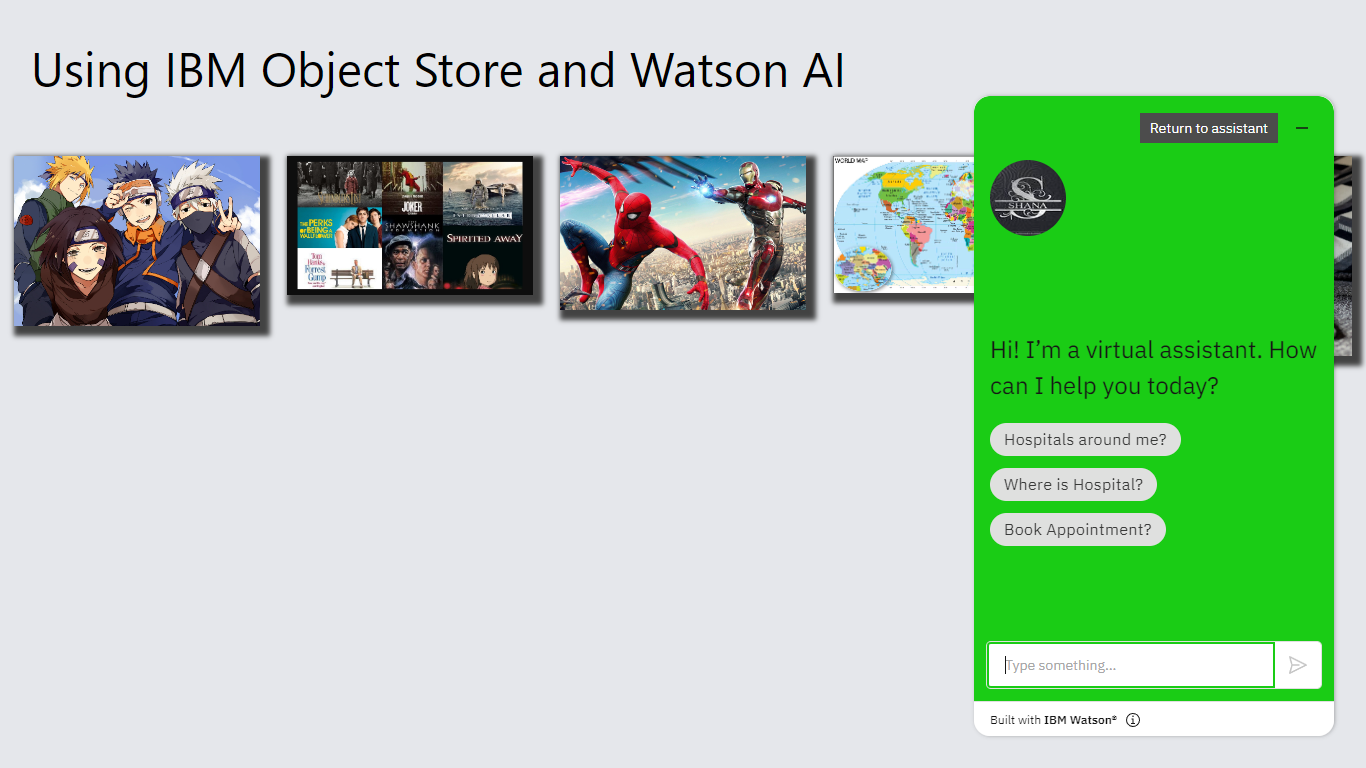 Using IBM Object Store and Watson AI
Return to assistant
SHANA
WORLD MAP
JOKER
THE PERKS
OF BEING A
WALLFLOWER
SHAWSHANK
REDEMPTION
SPIRITED AWAY
Tom
Hanks
Forrest
Gump
Hi! I’m a virtual assistant. How
can I help you today?
Hospitals around me?
Where is Hospital?
Book Appointment?
Type something...
Built with IBM Watson®